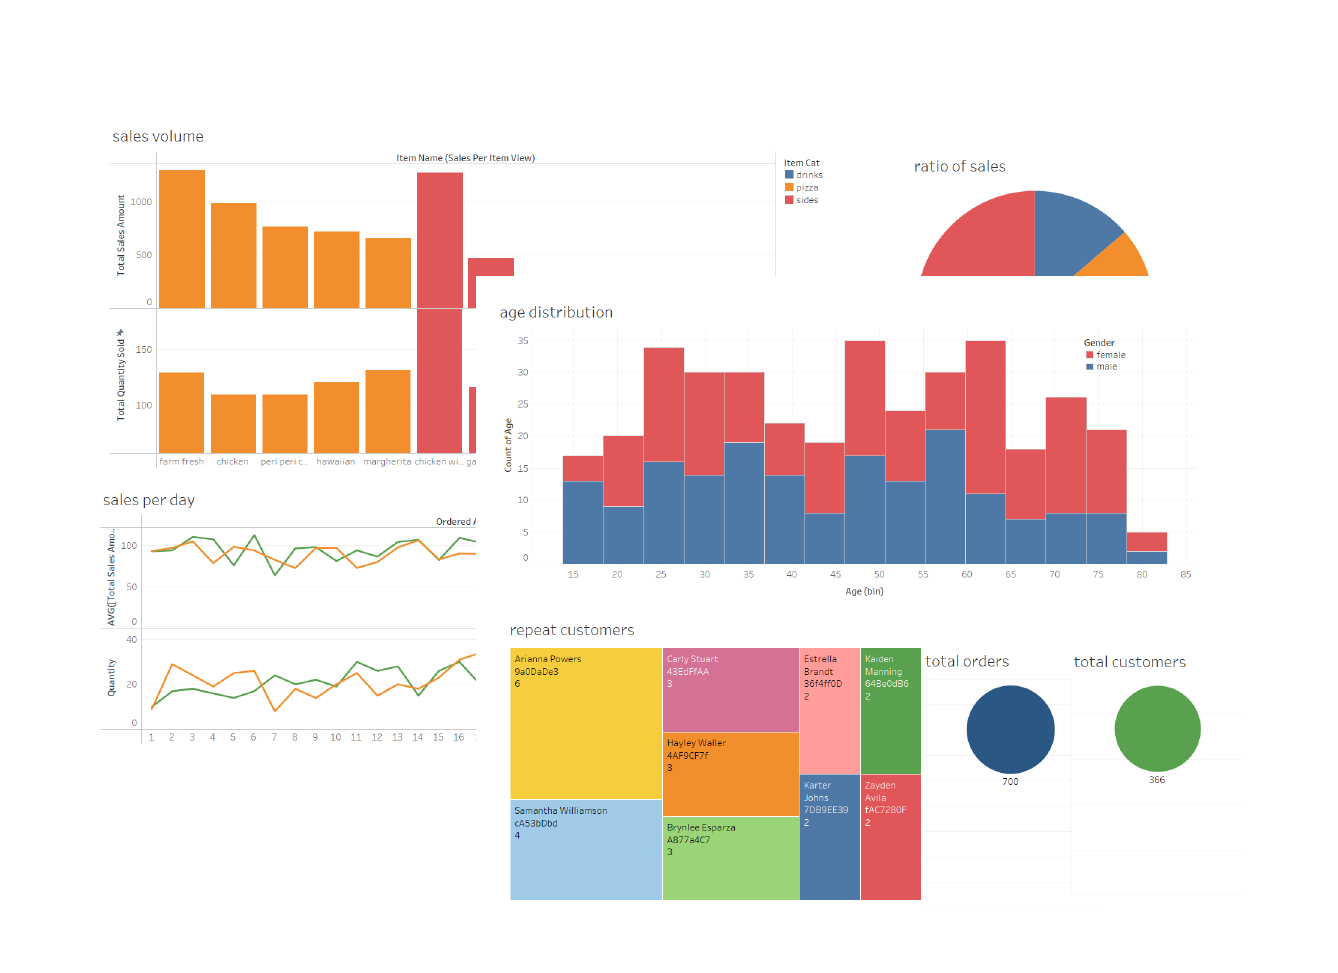 sales volume
Item Name (Sales Per Item View)
Total Sales Amount
1000
500
0
Total Quantity Sold
150
100
farm fresh chicken peri peri c... hawaiian margherita chicken wi.. ga
Item Cat
drinks
pizza
sides
ratio of sales
age distribution
Gender
female
male
Count of Age
35
30
25
20
15
10
5
0
15 20 25 30 35 40 45 50 55 60 65 70 75 80 85
Age (bin)
sales per day
Ordered A
AVG([Total Sales Amo..
100
50
0
Quantity
40
20
0
1 2 3 4 5 6 7 8 9 10 11 12 13 14 15 16
repeat customers
Arianna Powers
9a0DaDe3
6
Samantha Williamson
cA53bDbd
4
Carly Stuart
43EdFfAA
3
Hayley Waller
4AF9CF7f
3
Brynlee Esparza
A877a4C7
3
Estrella
Brandt
36f4ff0D
2
Kaiden
Manning
64Be0dB6
2
Karter
Johns
7DB9EE39
2
Zayden
Avila
fAC7280F
2
total orders
700
total customers
366